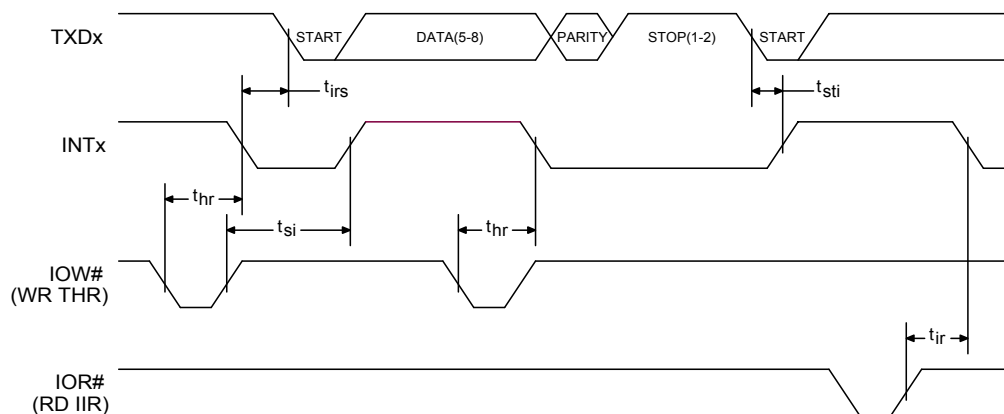 TXDx
START
DATA(5-8)
PARITY
STOP(1-2)
START
tirs
tsti
INTx
thr
tsi
thr
IOW#
(WR THR)
tir
IOR#
(RD IIR)